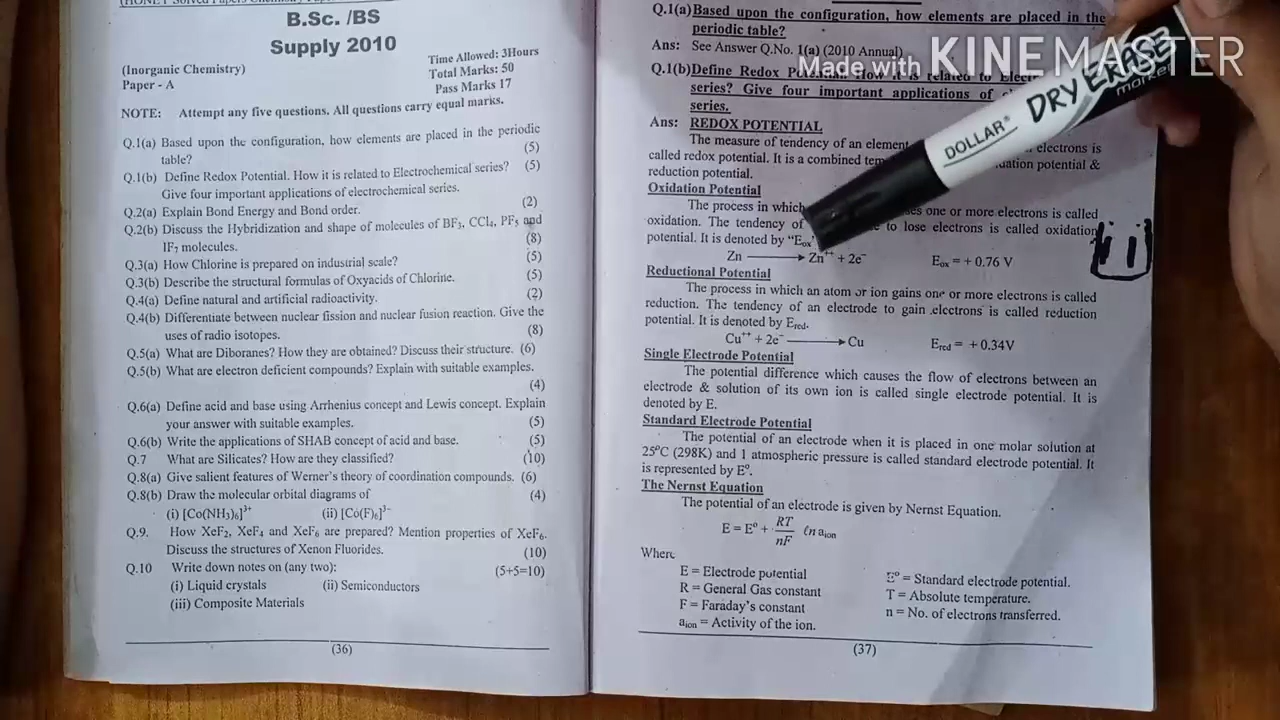 B.Sc. /BS
Supply 2010
(Inorganic Chemistry)
Paper - A
Time Allowed: 3Hours
Total Marks: 50
Pass Marks 17
NOTE: Attempt any five questions. All questions carry equal marks.
Q.1(a) Based upon the configuration, how elements are placed in the periodic
table? (5)
Q.1(b) Define Redox Potential. How it is related to Electrochemical series? (5)
Give four important applications of electrochemical series.
Q.2(a) Explain Bond Energy and Bond order. (2)
Q.2(b) Discuss the Hybridization and shape of molecules of BF₃, CCl₄, PF₅ and
IF₇ molecules. (8)
Q.3(a) How Chlorine is prepared on industrial scale? (5)
Q.3(b) Describe the structural formulas of Oxyacids of Chlorine. (5)
Q.4(a) Define natural and artificial radioactivity. (2)
Q.4(b) Differentiate between nuclear fission and nuclear fusion reaction. Give the
uses of radio isotopes. (8)
Q.5(a) What are Diboranes? How they are obtained? Discuss their structure. (6)
Q.5(b) What are electron deficient compounds? Explain with suitable examples.
(4)
Q.6(a) Define acid and base using Arrhenius concept and Lewis concept. Explain
your answer with suitable examples. (5)
Q.6(b) Write the applications of SHAB concept of acid and base. (5)
Q.7 What are Silicates? How are they classified? (10)
Q.8(a) Give salient features of Werner's theory of coordination compounds. (6)
Q.8(b) Draw the molecular orbital diagrams of (4)
(i) [Co(NH₃)₆]³⁺ (ii) [Co(F)₆]³⁻
Q.9. How XeF₂, XeF₄ and XeF₆ are prepared? Mention properties of XeF₆.
Discuss the structures of Xenon Fluorides. (10)
Q.10 Write down notes on (any two): (5+5=10)
(i) Liquid crystals (ii) Semiconductors
(iii) Composite Materials
(36)
Q.1(a) Based upon the configuration, how elements are placed in the
periodic table?
Ans: See Answer Q.No. 1(a) (2010 Annual)
Made with KINEMASTER
Q.1(b) Define Redox How it is related to
series? Give four important applications of
series.
Ans: REDOX POTENTIAL
The measure of tendency of an electrons is
called redox potential. It is a combined potential &
reduction potential.
Oxidation Potential
The process in which one or more electrons is called
oxidation. The tendency of to lose electrons is called oxidation
potential. It is denoted by "Eox"
Zn ⟶ Zn⁺⁺ + 2e⁻ Eox = + 0.76 V
Reductional Potential
The process in which an atom or ion gains one or more electrons is called
reduction. The tendency of an electrode to gain electrons is called reduction
potential. It is denoted by Ered.
Cu⁺⁺ + 2e⁻ ⟶ Cu Ered = + 0.34V
Single Electrode Potential
The potential difference which causes the flow of electrons between an
electrode & solution of its own ion is called single electrode potential. It is
denoted by E.
Standard Electrode Potential
The potential of an electrode when it is placed in one molar solution at
25°C (298K) and 1 atmospheric pressure is called standard electrode potential. It
is represented by E°.
The Nernst Equation
The potential of an electrode is given by Nernst Equation.
E = E° + RT/nF ℓn aion
Where
E = Electrode potential E° = Standard electrode potential.
R = General Gas constant T = Absolute temperature.
F = Faraday's constant n = No. of electrons transferred.
aion = Activity of the ion.
(37)
DOLLAR® DRY ERASE marker